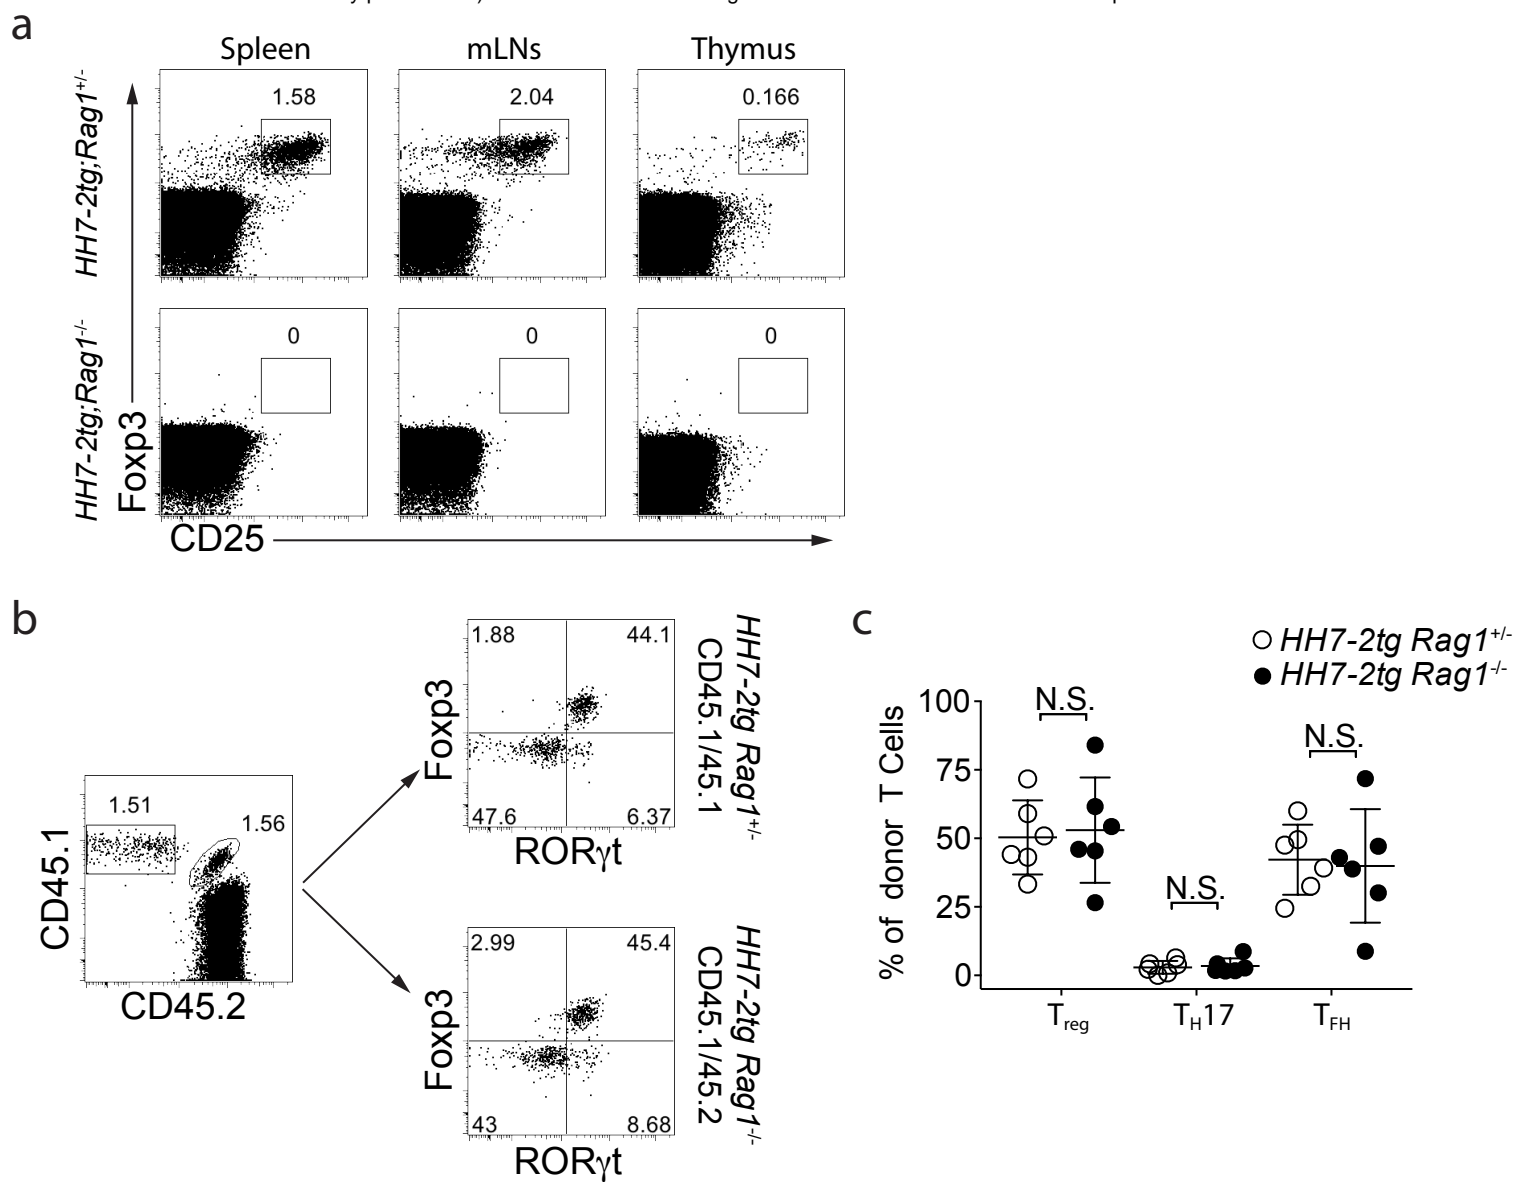 a
Spleen
mLNs
Thymus
HH7-2tg;Rag1+/-
1.58
2.04
0.166
HH7-2tg;Rag1-/-
0
0
0
Foxp3
CD25
b
1.51
1.56
CD45.1
CD45.2
1.88
44.1
47.6
6.37
Foxp3
RORγt
HH7-2tg Rag1+/-
CD45.1/45.1
2.99
45.4
43
8.68
Foxp3
RORγt
HH7-2tg Rag1-/-
CD45.1/45.2
c
HH7-2tg Rag1+/-
HH7-2tg Rag1-/-
% of donor T Cells
100
75
50
25
0
N.S.
N.S.
N.S.
Treg
TH17
TFH